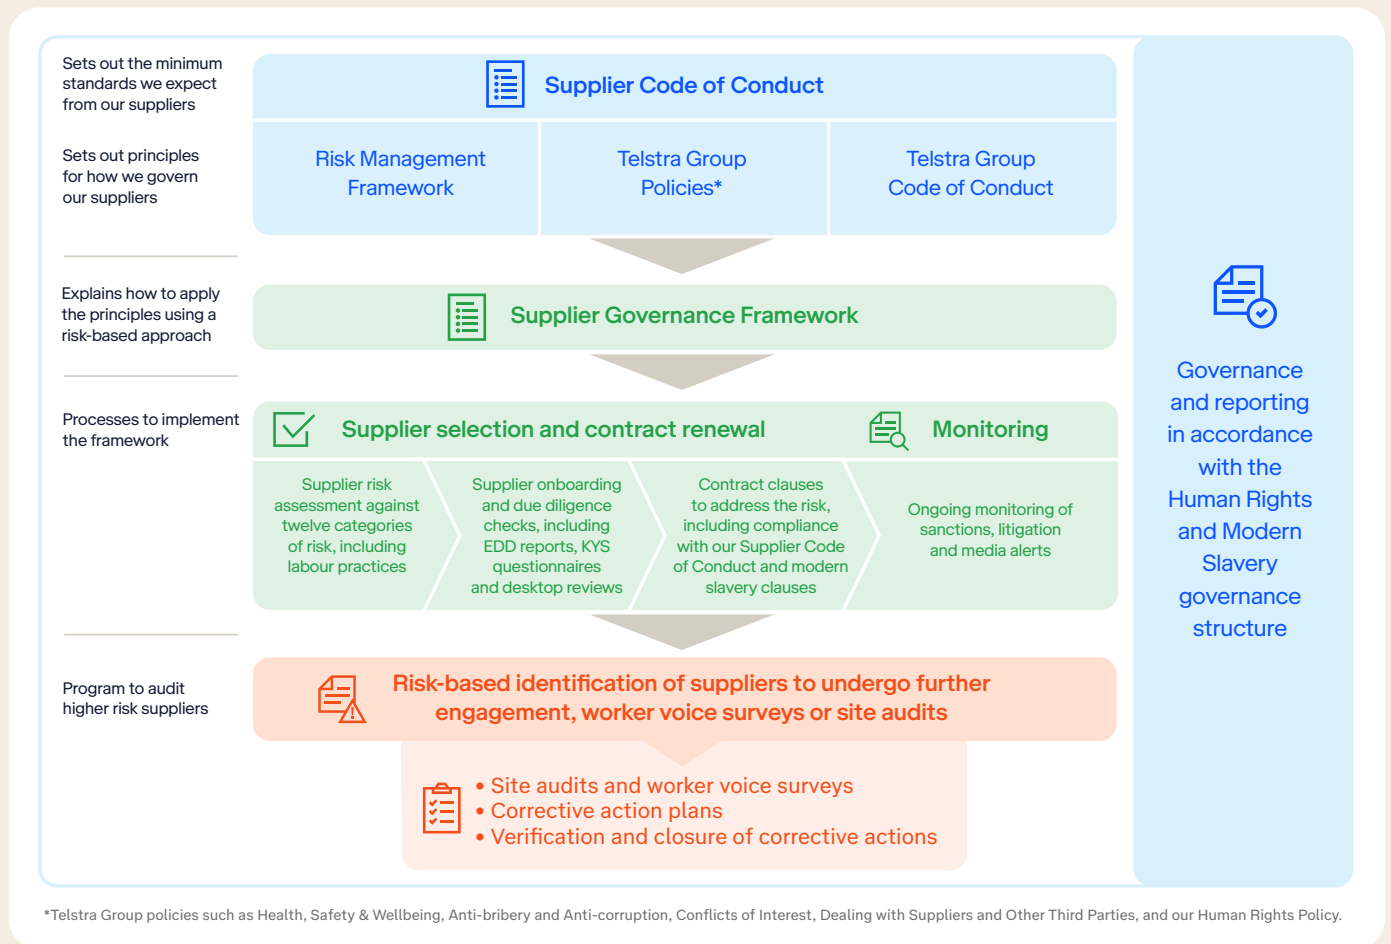 Sets out the minimum
standards we expect
from our suppliers
Supplier Code of Conduct
Sets out principles
for how we govern
our suppliers
Risk Management
Framework
Telstra Group
Policies*
Telstra Group
Code of Conduct
Explains how to apply
the principles using a
risk-based approach
Supplier Governance Framework
Processes to implement
the framework
Supplier selection and contract renewal
Monitoring
Supplier risk
assessment against
twelve categories
of risk, including
labour practices
Supplier onboarding
and due diligence
checks, including
EDD reports, KYS
questionnaires
and desktop reviews
Contract clauses
to address the risk,
including compliance
with our Supplier Code
of Conduct and modern
slavery clauses
Ongoing monitoring of
sanctions, litigation
and media alerts
Program to audit
higher risk suppliers
Risk-based identification of suppliers to undergo further
engagement, worker voice surveys or site audits
• Site audits and worker voice surveys
• Corrective action plans
• Verification and closure of corrective actions
Governance
and reporting
in accordance
with the
Human Rights
and Modern
Slavery
governance
structure
*Telstra Group policies such as Health, Safety & Wellbeing, Anti-bribery and Anti-corruption, Conflicts of Interest, Dealing with Suppliers and Other Third Parties, and our Human Rights Policy.